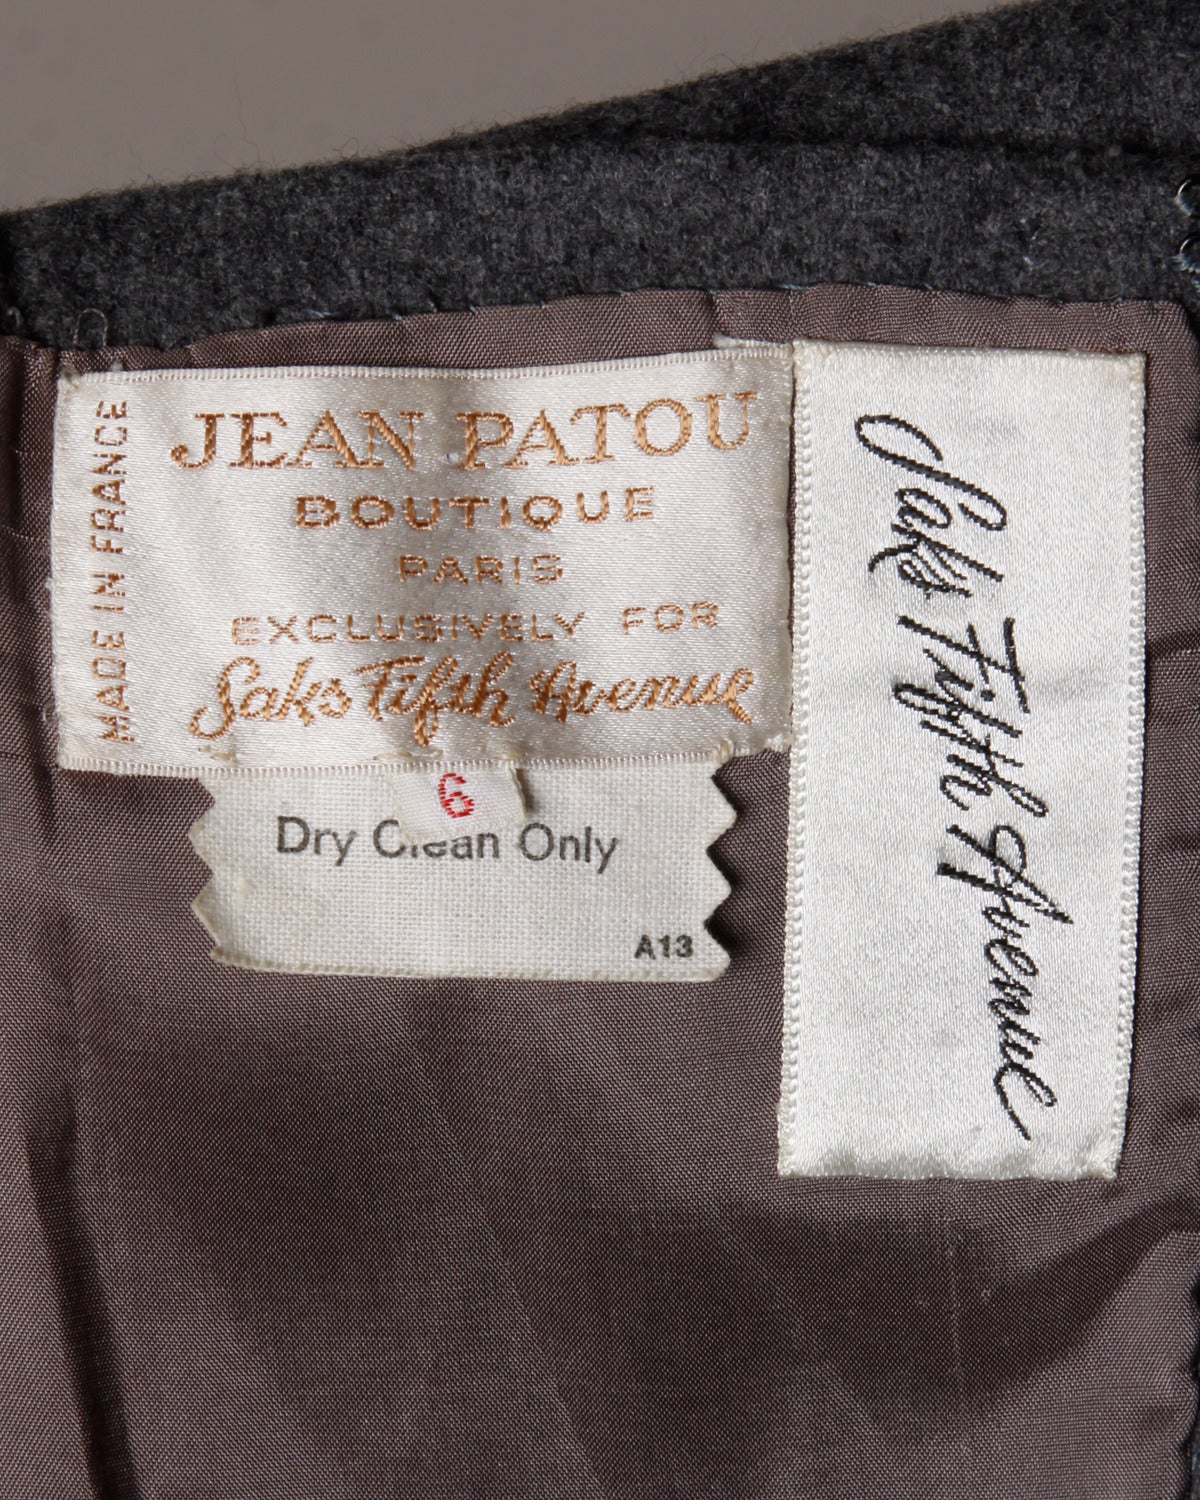 JEAN PATOU
BOUTIQUE
PARIS
EXCLUSIVELY FOR
Saks Fifth Avenue
MADE IN FRANCE
6
Dry Clean Only
A13
Saks Fifth Avenue